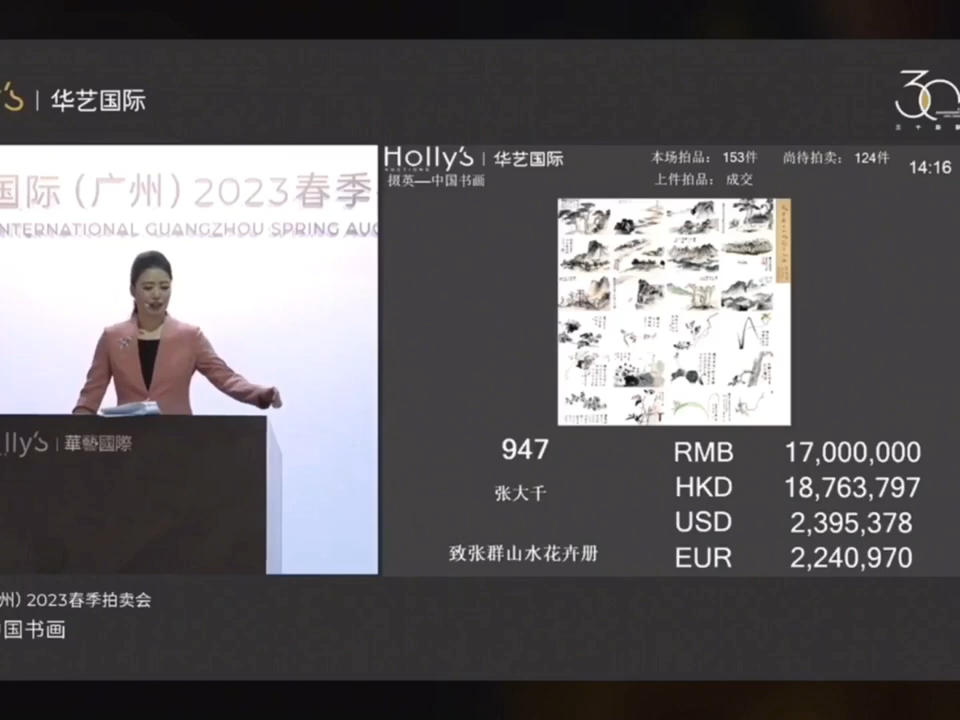 's | 华艺国际
30
国际(广州)2023春季
INTERNATIONAL GUANGZHOU SPRING AUC
lly's | 華藝國際
Holly's | 华艺国际
AUCTIONS
撷英—中国书画
本场拍品： 153件 尚待拍卖： 124件
上件拍品： 成交
14:16
947
张大千
致张群山水花卉册
RMB 17,000,000
HKD 18,763,797
USD 2,395,378
EUR 2,240,970
州) 2023春季拍卖会
中国书画